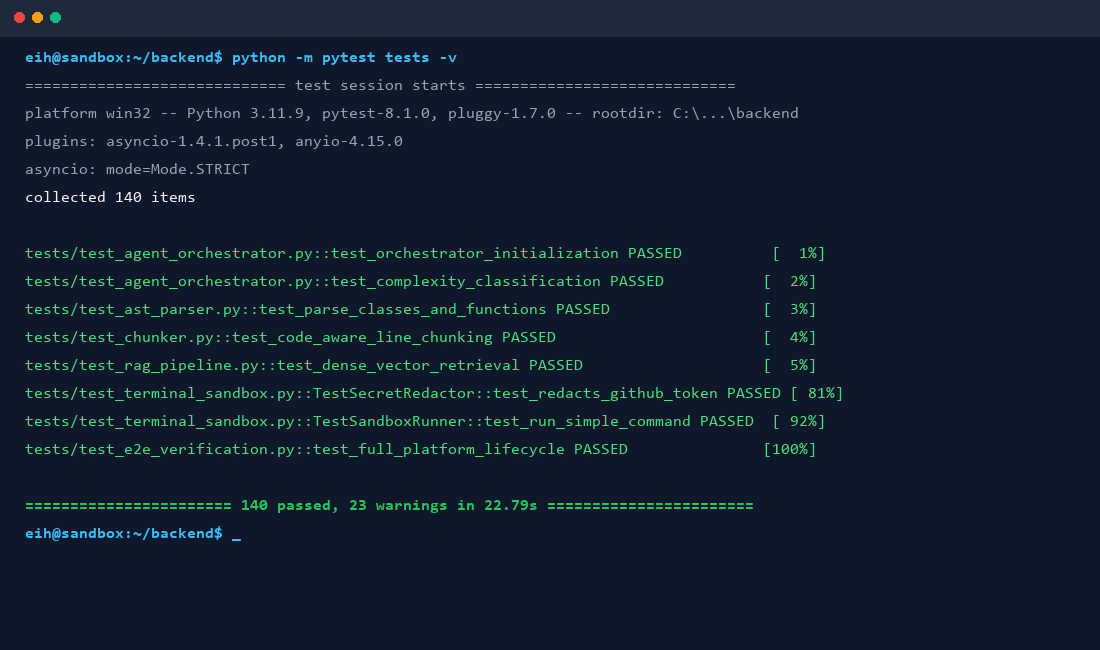 eih@sandbox:~/backend$ python -m pytest tests -v
============================= test session starts =============================
platform win32 -- Python 3.11.9, pytest-8.1.0, pluggy-1.7.0 -- rootdir: C:\...\backend
plugins: asyncio-1.4.1.post1, anyio-4.15.0
asyncio: mode=Mode.STRICT
collected 140 items
tests/test_agent_orchestrator.py::test_orchestrator_initialization PASSED          [  1%]
tests/test_agent_orchestrator.py::test_complexity_classification PASSED           [  2%]
tests/test_ast_parser.py::test_parse_classes_and_functions PASSED                 [  3%]
tests/test_chunker.py::test_code_aware_line_chunking PASSED                       [  4%]
tests/test_rag_pipeline.py::test_dense_vector_retrieval PASSED                    [  5%]
tests/test_terminal_sandbox.py::TestSecretRedactor::test_redacts_github_token PASSED [ 81%]
tests/test_terminal_sandbox.py::TestSandboxRunner::test_run_simple_command PASSED  [ 92%]
tests/test_e2e_verification.py::test_full_platform_lifecycle PASSED               [100%]
======================= 140 passed, 23 warnings in 22.79s =======================
eih@sandbox:~/backend$ _